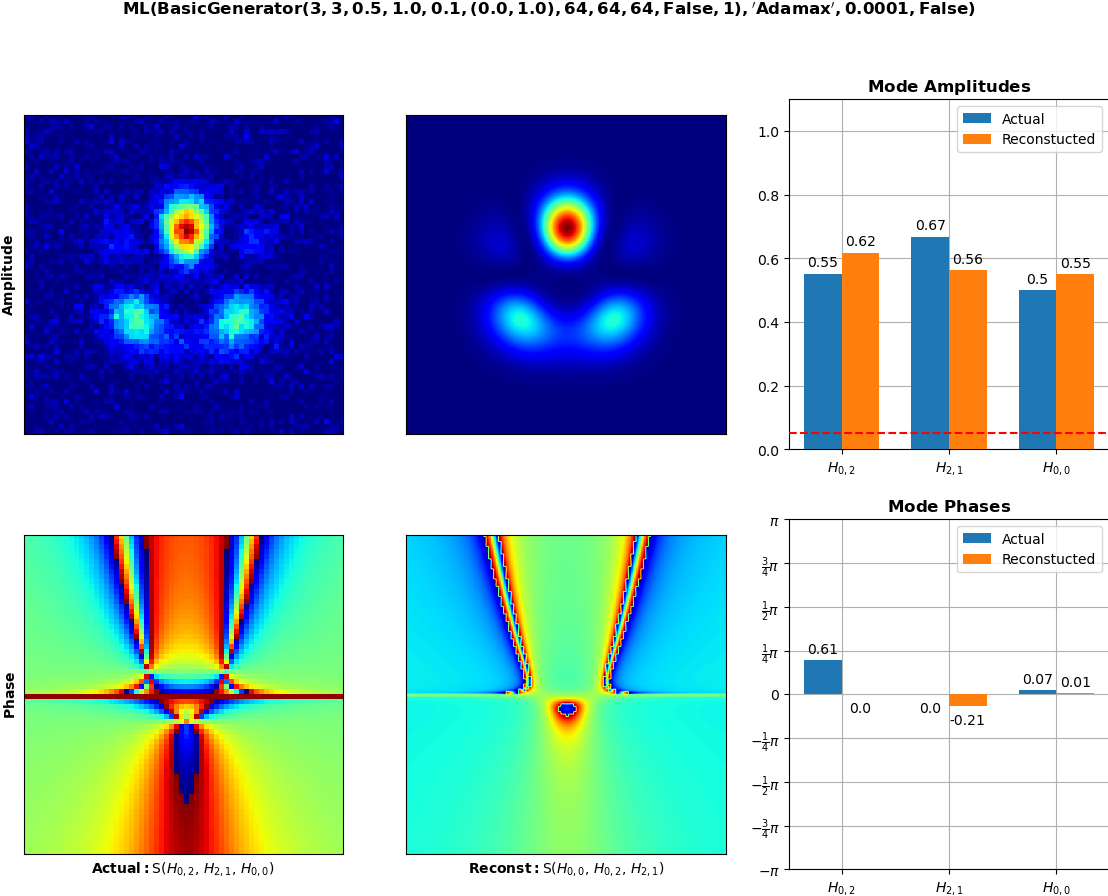 ML(BasicGenerator(3, 3, 0.5, 1.0, 0.1, (0.0, 1.0), 64, 64, 64, False, 1), ′Adamax′, 0.0001, False)
Amplitude
Mode Amplitudes
Actual
Reconstucted
1.0
0.8
0.6
0.4
0.2
0.0
0.55
0.62
0.67
0.56
0.5
0.55
H0, 2
H2, 1
H0, 0
Phase
Actual: S(H0, 2, H2, 1, H0, 0)
Reconst: S(H0, 0, H0, 2, H2, 1)
Mode Phases
Actual
Reconstucted
π
3/4π
1/2π
1/4π
0
−1/4π
−1/2π
−3/4π
−π
0.61
0.0
0.0
-0.21
0.07
0.01
H0, 2
H2, 1
H0, 0